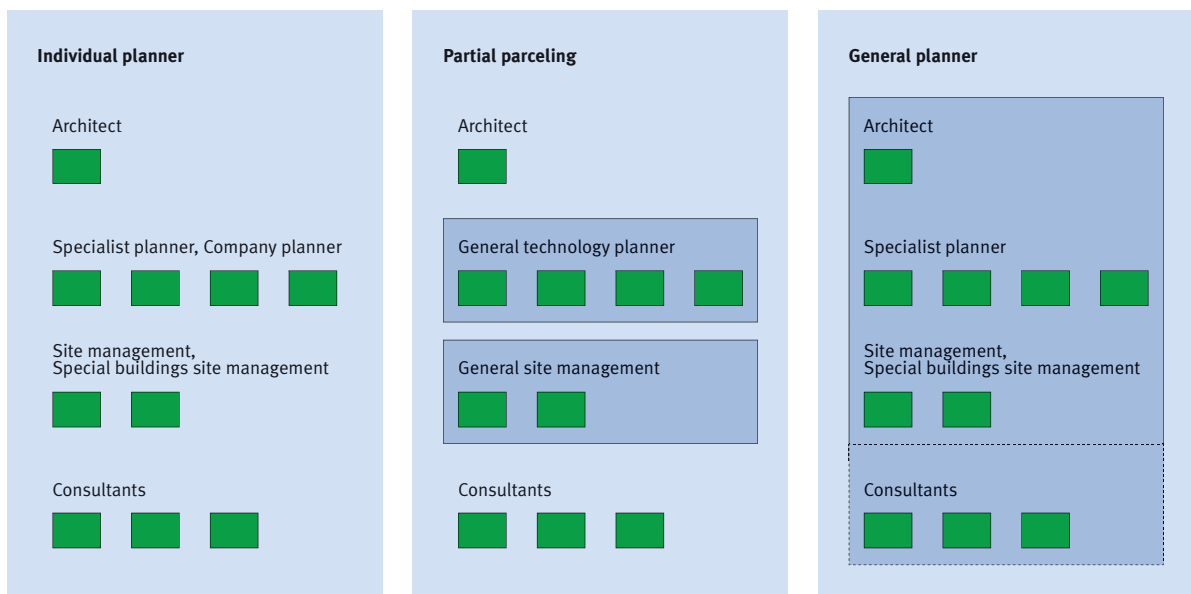 Individual planner
Architect
Specialist planner, Company planner
Site management,
Special buildings site management
Consultants
Partial parceling
Architect
General technology planner
General site management
Consultants
General planner
Architect
Specialist planner
Site management,
Special buildings site management
Consultants